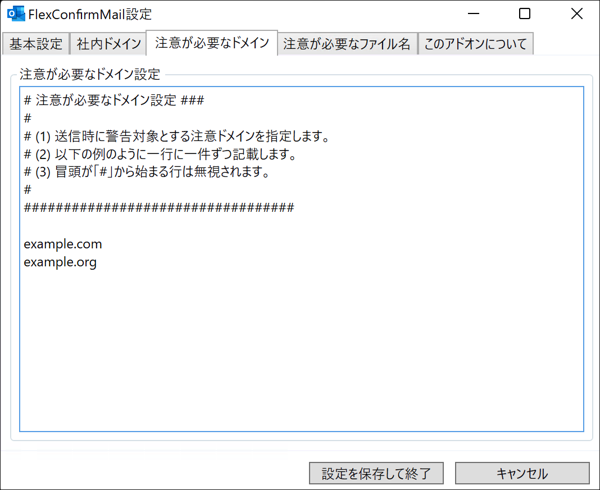 FlexConfirmMail設定
基本設定 社内ドメイン 注意が必要なドメイン 注意が必要なファイル名 このアドオンについて
注意が必要なドメイン設定
# 注意が必要なドメイン設定 ###
#
# (1) 送信時に警告対象とする注意ドメインを指定します。
# (2) 以下の例のように一行に一件ずつ記載します。
# (3) 冒頭が「#」から始まる行は無視されます。
#
##################################
example.com
example.org
設定を保存して終了 キャンセル